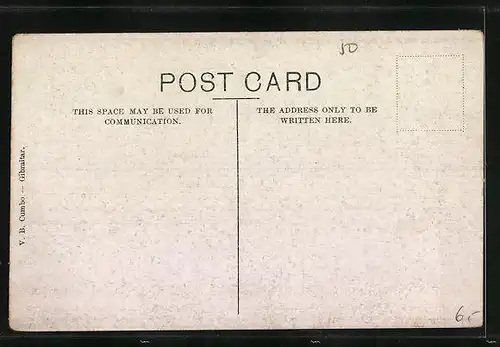 50
POST CARD
THIS SPACE MAY BE USED FOR
COMMUNICATION.
THE ADDRESS ONLY TO BE
WRITTEN HERE.
V. B. Cumbo. — Gibraltar.
6.-